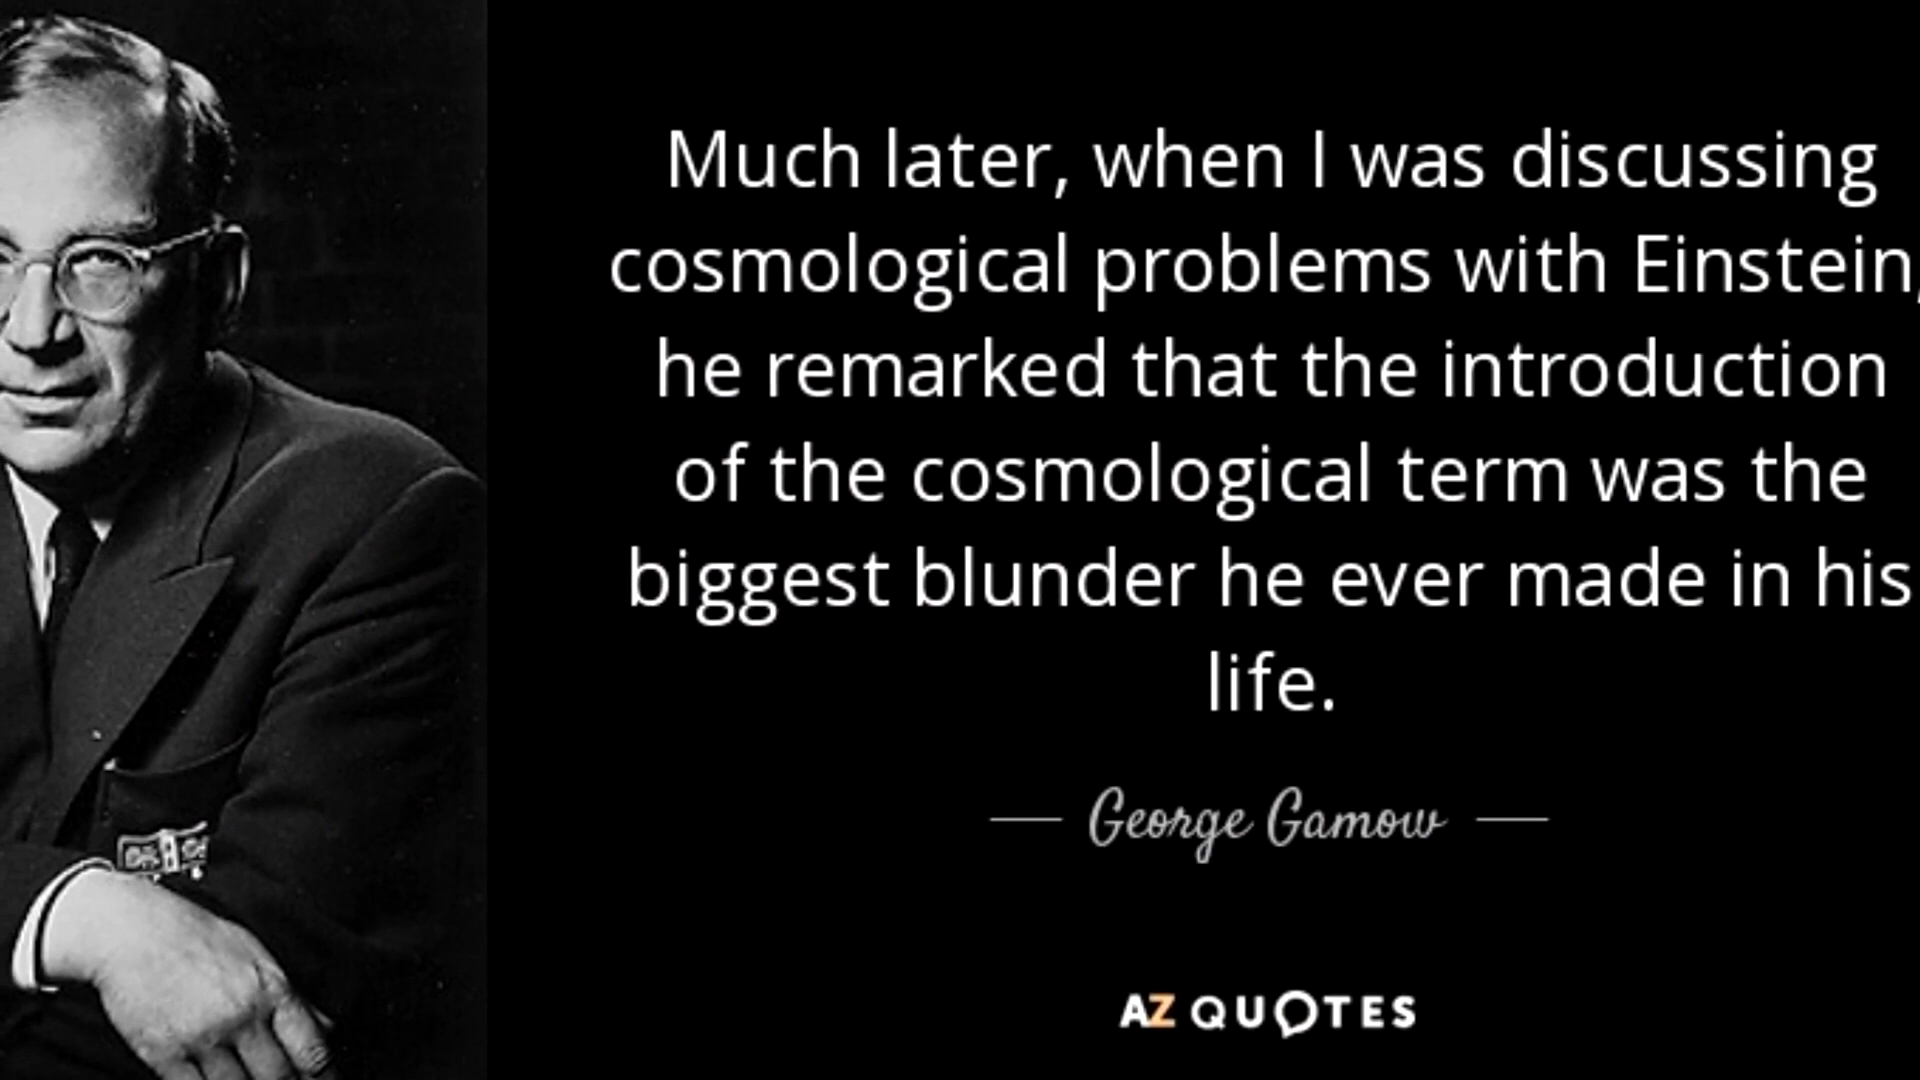 Much later, when I was discussing
cosmological problems with Einstein,
he remarked that the introduction
of the cosmological term was the
biggest blunder he ever made in his
life.
George Gamow
AZ QUOTES